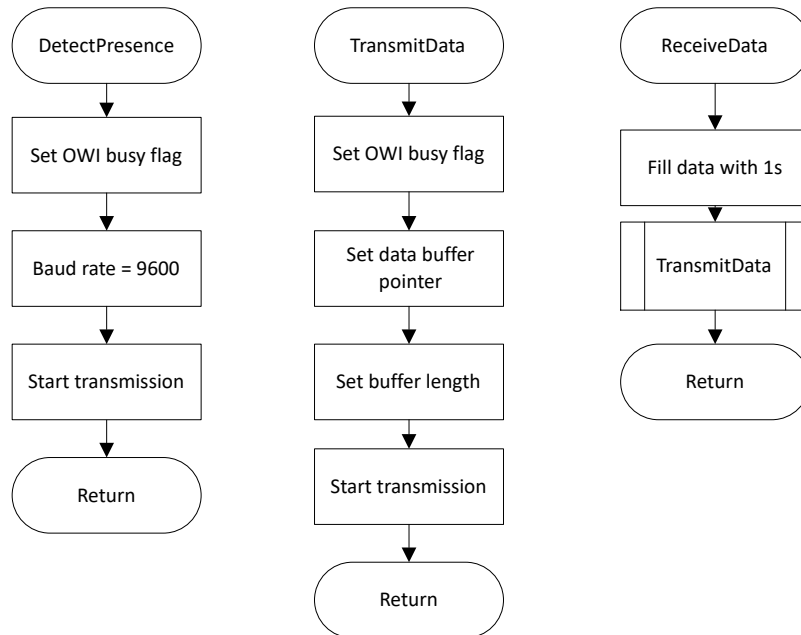 DetectPresence
Set OWI busy flag
Baud rate = 9600
Start transmission
Return
TransmitData
Set OWI busy flag
Set data buffer
pointer
Set buffer length
Start transmission
Return
ReceiveData
Fill data with 1s
TransmitData
Return